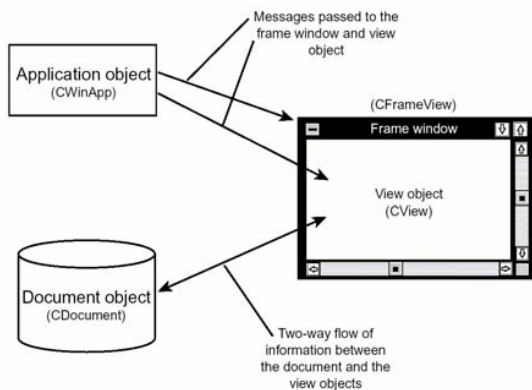 Messages passed to the
frame window and view
object
Application object
(CWinApp)
(CFrameView)
Frame window
View object
(CView)
Document object
(CDocument)
Two-way flow of
information between
the document and the
view objects